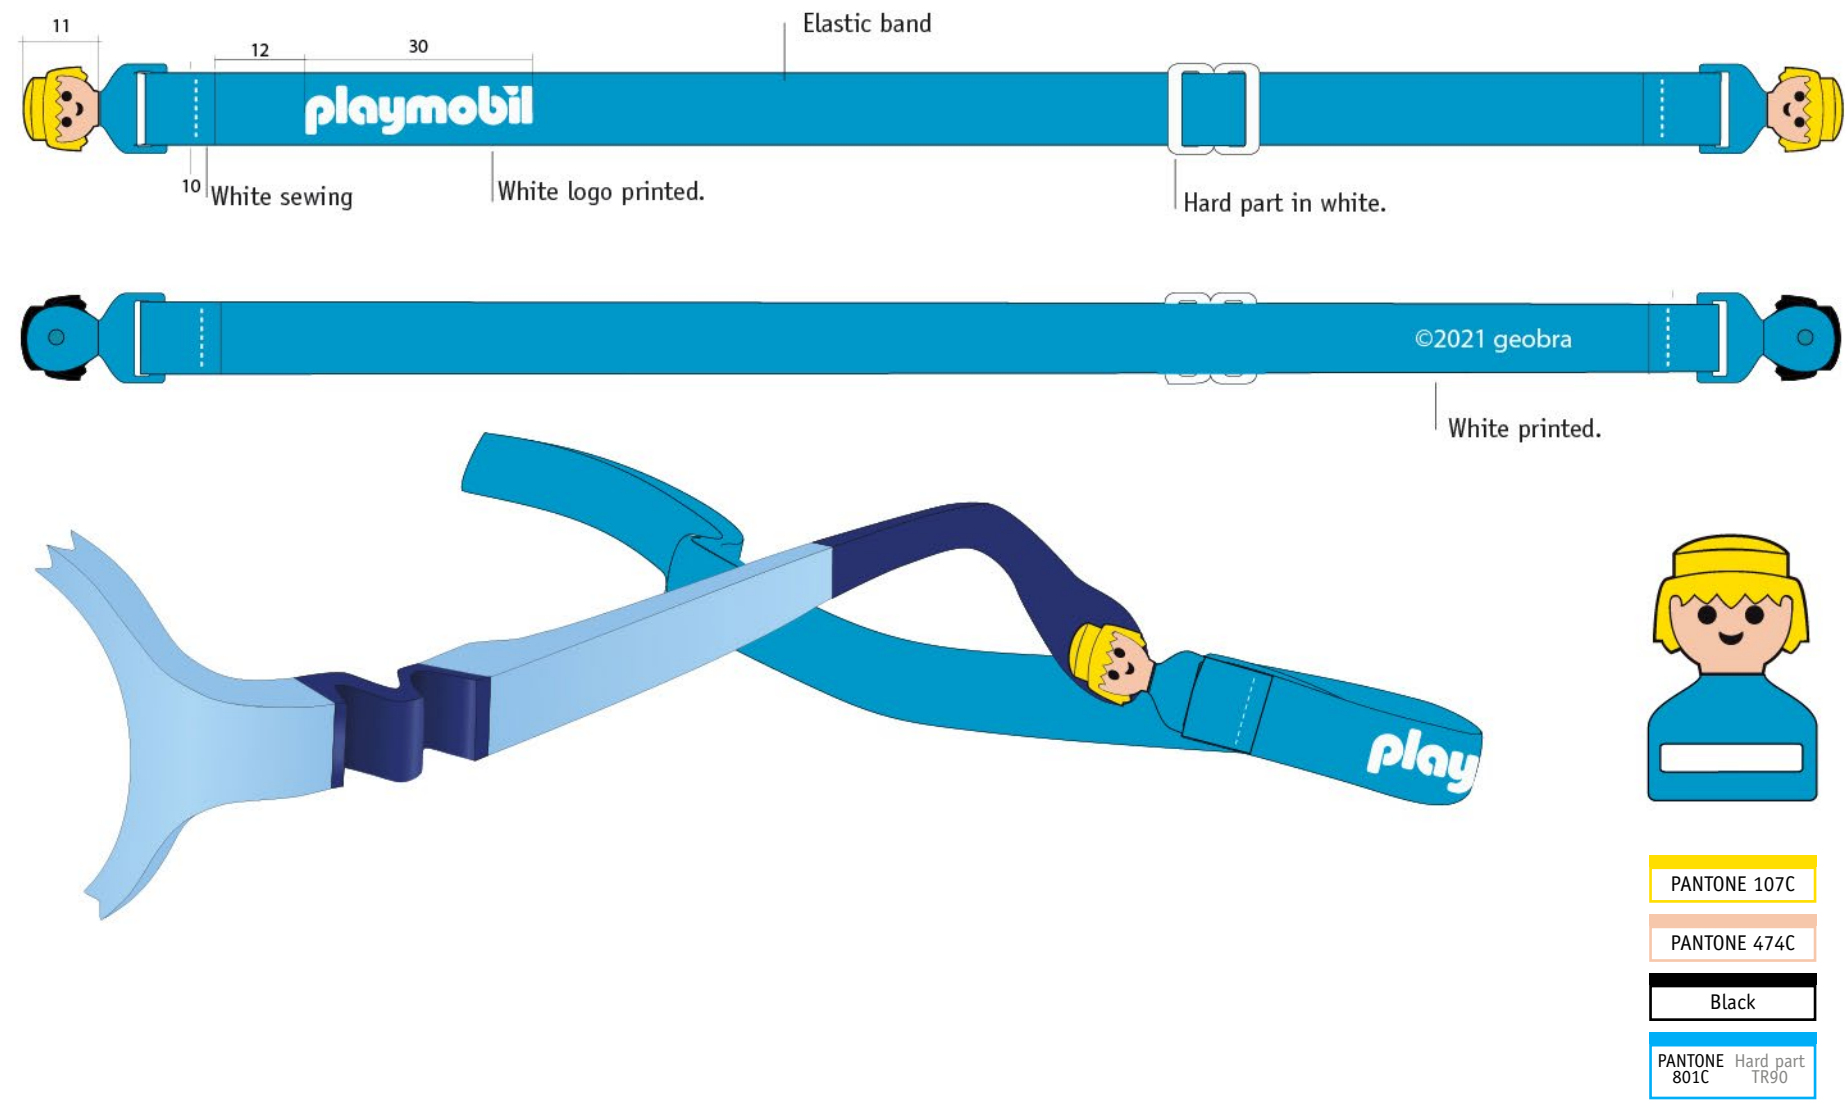 11
12
30
Elastic band
playmobil
10
White sewing
White logo printed.
Hard part in white.
©2021 geobra
White printed.
play
PANTONE 107C
PANTONE 474C
Black
PANTONE Hard part
801C TR90